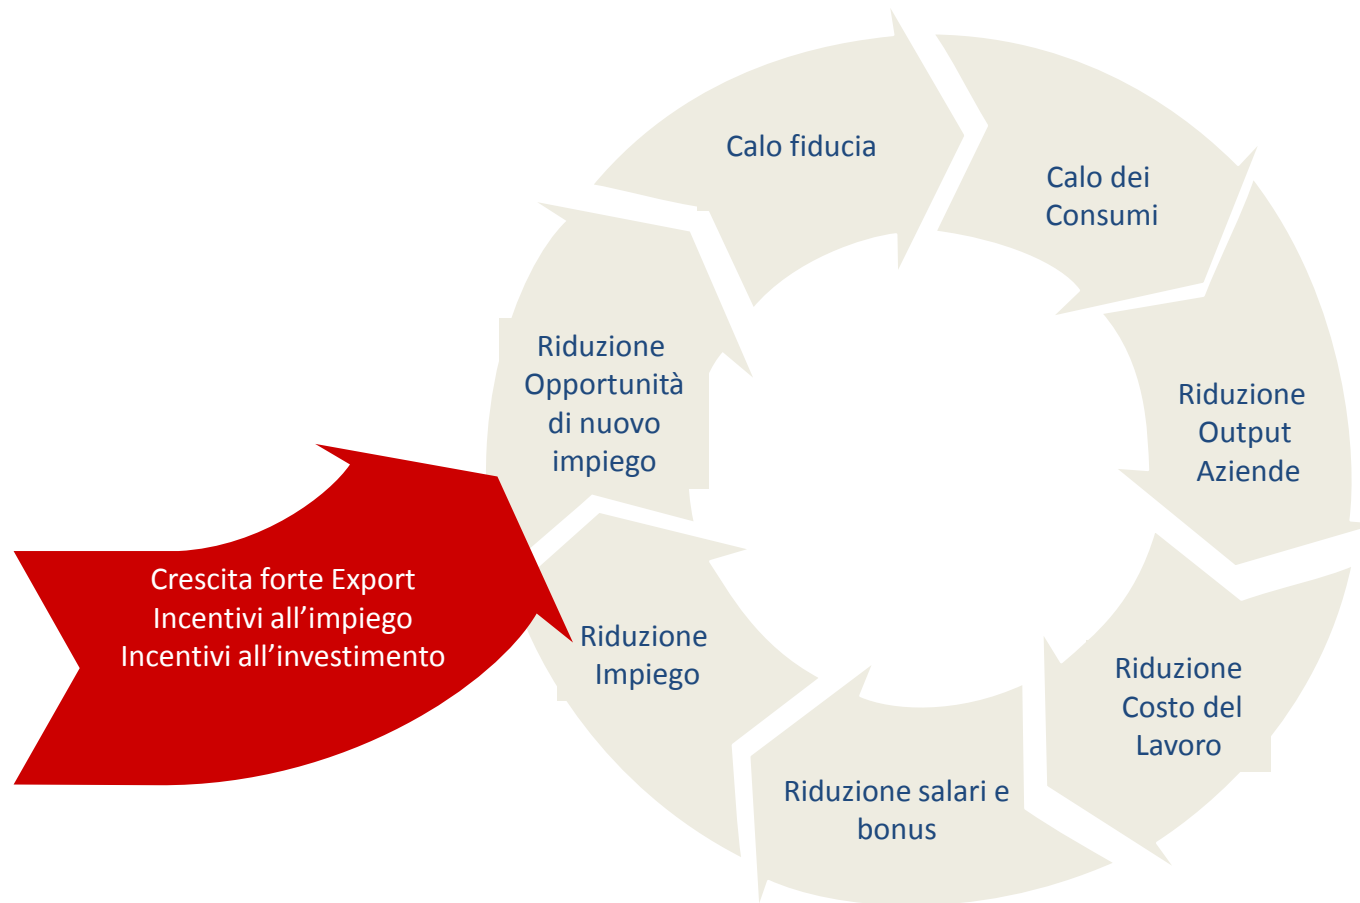 Calo fiducia
Calo dei
Consumi
Riduzione
Output
Aziende
Riduzione
Costo del
Lavoro
Riduzione salari e
bonus
Riduzione
Impiego
Riduzione
Opportunità
di nuovo
impiego
Crescita forte Export
Incentivi all’impiego
Incentivi all’investimento